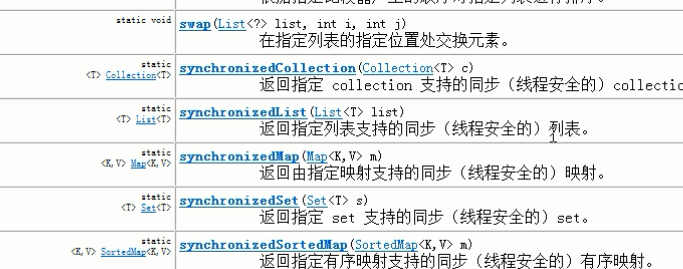 static void swap(List<?> list, int i, int j)
在指定列表的指定位置处交换元素。
static
<T> Collection<T> synchronizedCollection(Collection<T> c)
返回指定 collection 支持的同步（线程安全的）collectio
static
<T> List<T> synchronizedList(List<T> list)
返回指定列表支持的同步（线程安全的）列表。
static
<K,V> Map<K,V> synchronizedMap(Map<K,V> m)
返回由指定映射支持的同步（线程安全的）映射。
static
<T> Set<T> synchronizedSet(Set<T> s)
返回指定 set 支持的同步（线程安全的）set。
static
<K,V> SortedMap<K,V> synchronizedSortedMap(SortedMap<K,V> m)
返回指定有序映射支持的同步（线程安全的）有序映射。